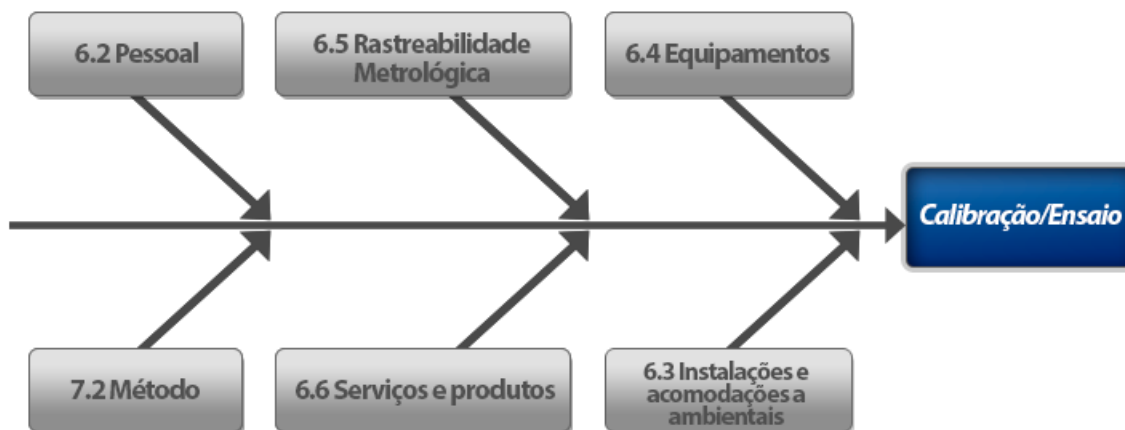 6.2 Pessoal
6.5 Rastreabilidade
Metrológica
6.4 Equipamentos
Calibração/Ensaio
7.2 Método
6.6 Serviços e produtos
6.3 Instalações e
acomodações a
ambientais